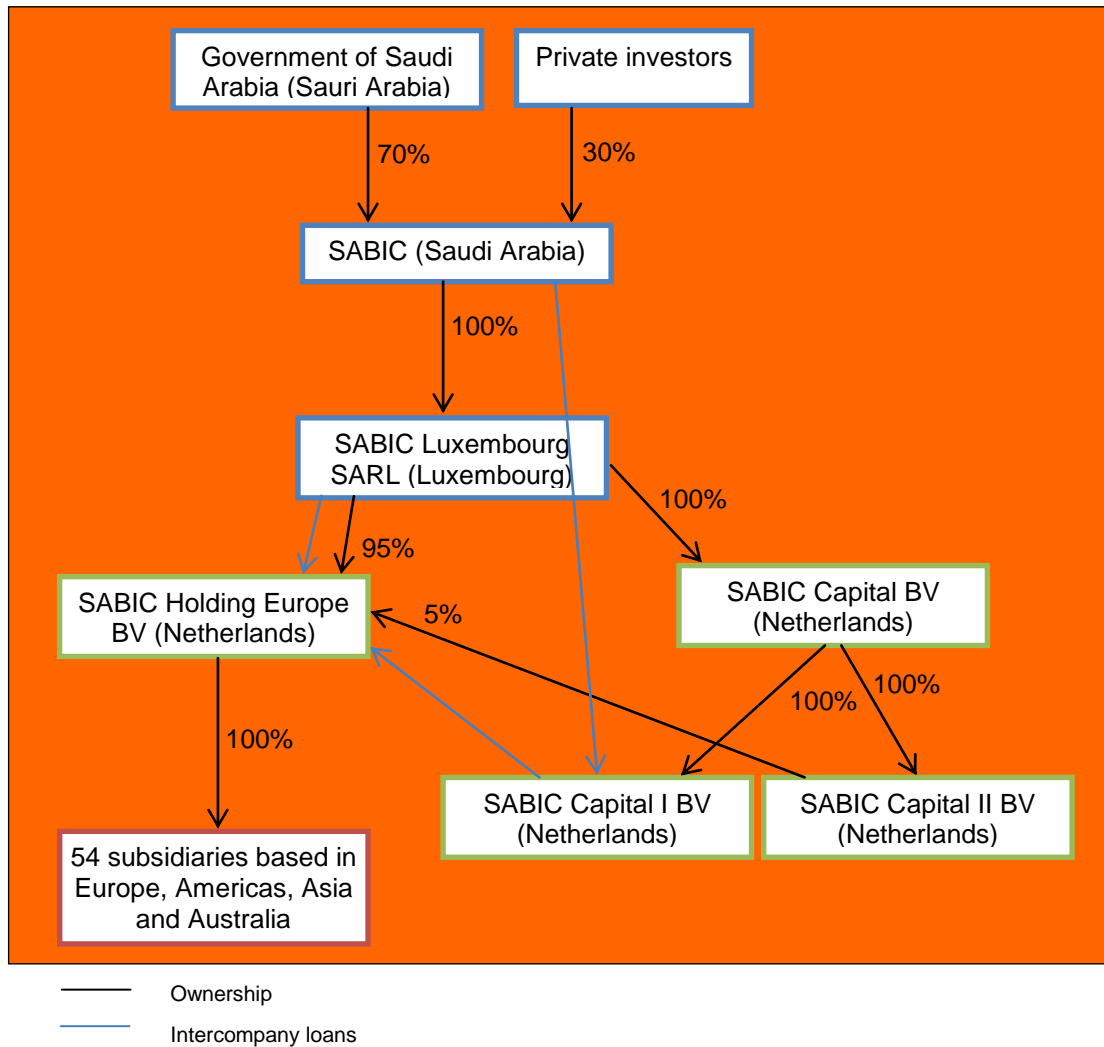 Government of Saudi
Arabia (Sauri Arabia)
Private investors
70%
30%
SABIC (Saudi Arabia)
100%
SABIC Luxembourg
SARL (Luxembourg)
100%
95%
SABIC Holding Europe
BV (Netherlands)
5%
SABIC Capital BV
(Netherlands)
100%
100%
100%
SABIC Capital I BV
(Netherlands)
SABIC Capital II BV
(Netherlands)
54 subsidiaries based in
Europe, Americas, Asia
and Australia
Ownership
Intercompany loans